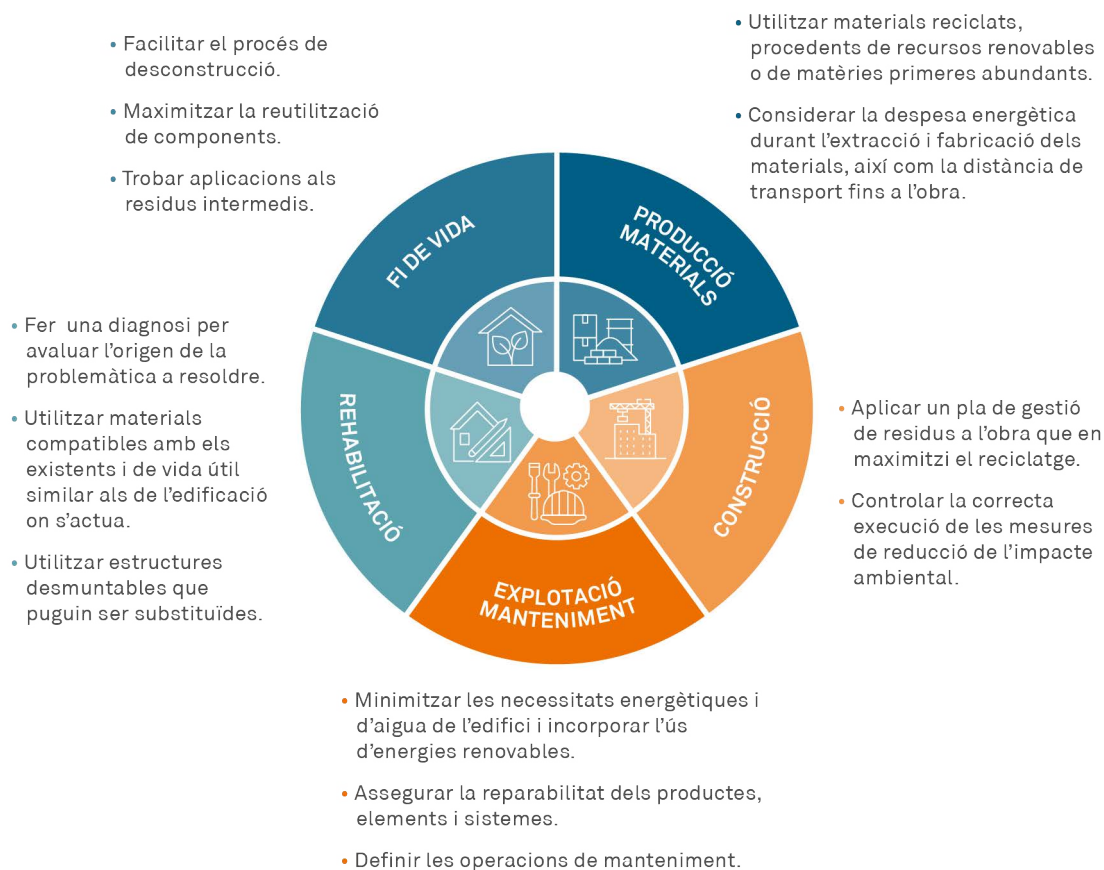 • Facilitar el procés de
desconstrucció.
• Maximitzar la reutilització
de components.
• Trobar aplicacions als
residus intermedis.
• Utilitzar materials reciclats,
procedents de recursos renovables
o de matèries primeres abundants.
• Considerar la despesa energètica
durant l’extracció i fabricació dels
materials, així com la distància de
transport fins a l’obra.
FI DE VIDA
PRODUCCIÓ
MATERIALS
• Fer una diagnosi per
avaluar l’origen de la
problemàtica a resoldre.
• Utilitzar materials
compatibles amb els
existents i de vida útil
similar als de l’edificació
on s’actua.
• Utilitzar estructures
desmuntables que
puguin ser substituïdes.
REHABILITACIÓ
CONSTRUCCIÓ
• Aplicar un pla de gestió
de residus a l’obra que en
maximitzi el reciclatge.
• Controlar la correcta
execució de les mesures
de reducció de l’impacte
ambiental.
EXPLOTACIÓ
MANTENIMENT
• Minimitzar les necessitats energètiques i
d’aigua de l’edifici i incorporar l’ús
d’energies renovables.
• Assegurar la reparabilitat dels productes,
elements i sistemes.
• Definir les operacions de manteniment.